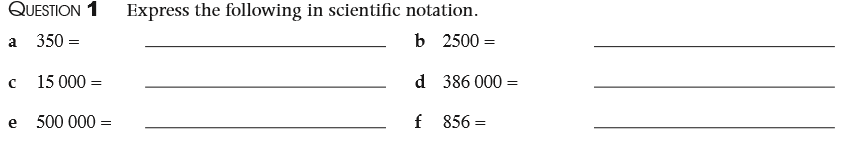 QUESTION 1 Express the following in scientific notation.
a 350 = b 2500 =
c 15 000 = d 386 000 =
e 500 000 = f 856 =